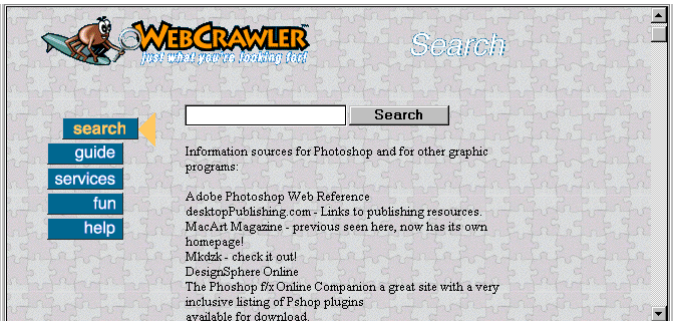 WEBCRAWLER
just what you're looking for!
Search
Search
search
guide
services
fun
help
Information sources for Photoshop and for other graphic
programs:
Adobe Photoshop Web Reference
desktopPublishing.com - Links to publishing resources.
MacArt Magazine - previous seen here, now has its own
homepage!
Mkdzk - check it out!
DesignSphere Online
The Phoshop f/x Online Companion a great site with a very
inclusive listing of Pshop plugins
available for download.